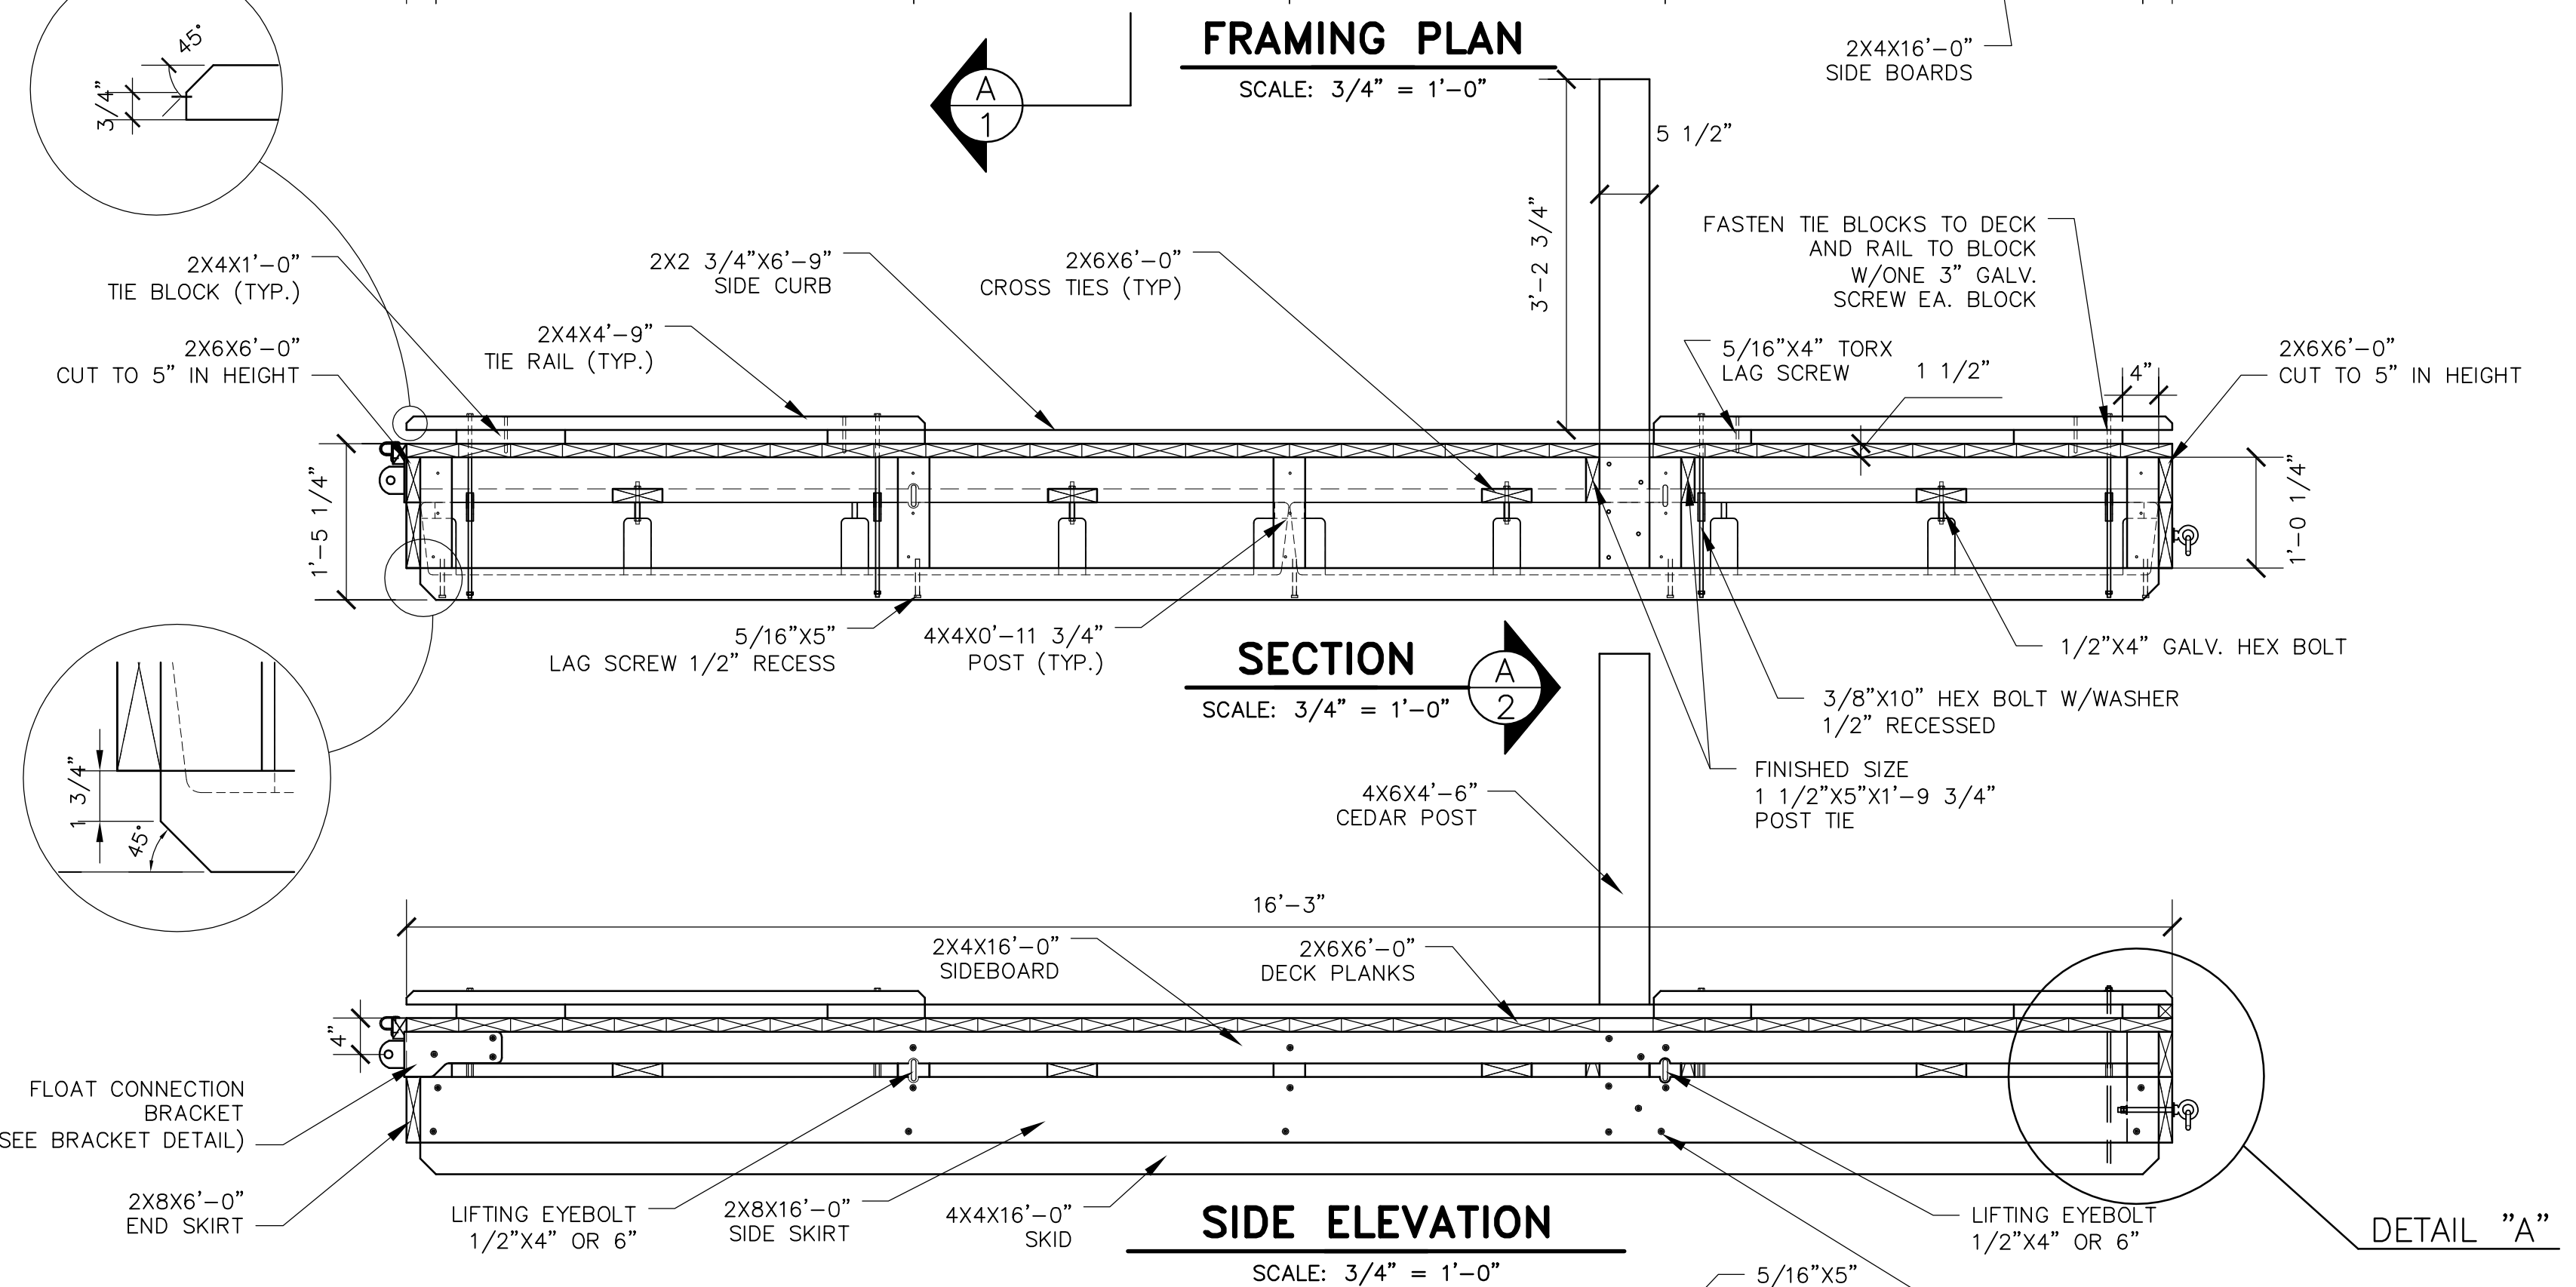 45°
3/4"
FRAMING PLAN
SCALE: 3/4" = 1'-0"
A
1
2X4X16'-0"
SIDE BOARDS
5 1/2"
3'-2 3/4"
FASTEN TIE BLOCKS TO DECK
AND RAIL TO BLOCK
W/ONE 3" GALV.
SCREW EA. BLOCK
2X4X1'-0"
TIE BLOCK (TYP.)
2X2 3/4"X6'-9"
SIDE CURB
2X6X6'-0"
CROSS TIES (TYP)
2X4X4'-9"
TIE RAIL (TYP.)
2X6X6'-0"
CUT TO 5" IN HEIGHT
5/16"X4" TORX
LAG SCREW
1 1/2"
4"
2X6X6'-0"
CUT TO 5" IN HEIGHT
1'-5 1/4"
1'-0 1/4"
5/16"X5"
LAG SCREW 1/2" RECESS
4X4X0'-11 3/4"
POST (TYP.)
SECTION
SCALE: 3/4" = 1'-0"
A
2
1/2"X4" GALV. HEX BOLT
3/8"X10" HEX BOLT W/WASHER
1/2" RECESSED
FINISHED SIZE
1 1/2"X5"X1'-9 3/4"
POST TIE
1 3/4"
45°
4X6X4'-6"
CEDAR POST
16'-3"
2X4X16'-0"
SIDEBOARD
2X6X6'-0"
DECK PLANKS
4"
FLOAT CONNECTION
BRACKET
SEE BRACKET DETAIL)
2X8X6'-0"
END SKIRT
LIFTING EYEBOLT
1/2"X4" OR 6"
2X8X16'-0"
SIDE SKIRT
4X4X16'-0"
SKID
SIDE ELEVATION
SCALE: 3/4" = 1'-0"
LIFTING EYEBOLT
1/2"X4" OR 6"
DETAIL "A"
5/16"X5"